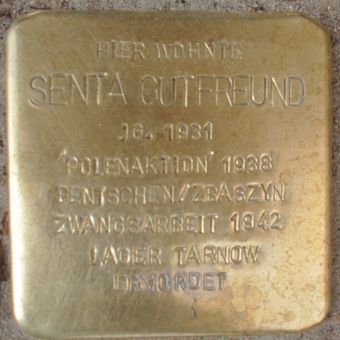 HIER WOHNTE
SENTA GUTFREUND
JG. 1931
'POLENAKTION' 1938
BENTSCHEN/ZBASZYN
ZWANGSARBEIT 1942
LAGER TARNOW
ERMORDET